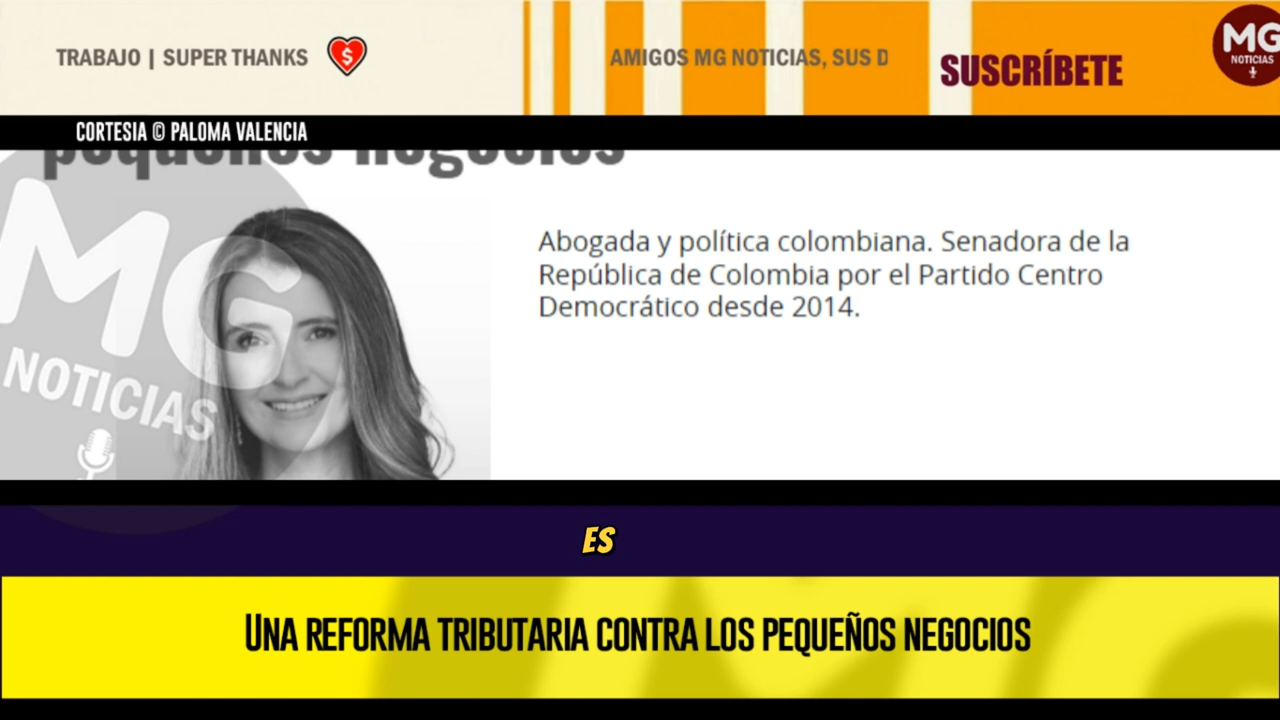 TRABAJO | SUPER THANKS
AMIGOS MG NOTICIAS, SUS D
SUSCRÍBETE
MG
NOTICIAS
CORTESIA © PALOMA VALENCIA
pequeños negocios
MG
NOTICIAS
Abogada y política colombiana. Senadora de la
República de Colombia por el Partido Centro
Democrático desde 2014.
ES
UNA REFORMA TRIBUTARIA CONTRA LOS PEQUEÑOS NEGOCIOS